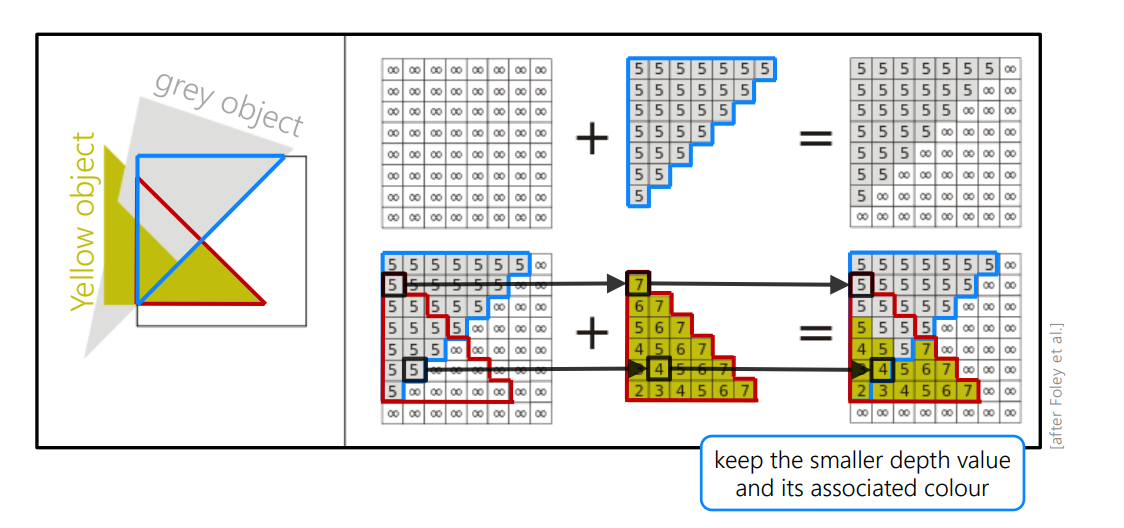 grey object
Yellow object
∞ ∞ ∞ ∞ ∞ ∞ ∞ ∞
∞ ∞ ∞ ∞ ∞ ∞ ∞ ∞
∞ ∞ ∞ ∞ ∞ ∞ ∞ ∞
∞ ∞ ∞ ∞ ∞ ∞ ∞ ∞
∞ ∞ ∞ ∞ ∞ ∞ ∞ ∞
∞ ∞ ∞ ∞ ∞ ∞ ∞ ∞
∞ ∞ ∞ ∞ ∞ ∞ ∞ ∞
∞ ∞ ∞ ∞ ∞ ∞ ∞ ∞
+
5 5 5 5 5 5 5
5 5 5 5 5 5
5 5 5 5 5
5 5 5 5
5 5 5
5 5
5
=
5 5 5 5 5 5 5 ∞
5 5 5 5 5 5 ∞ ∞
5 5 5 5 5 ∞ ∞ ∞
5 5 5 5 ∞ ∞ ∞ ∞
5 5 5 ∞ ∞ ∞ ∞ ∞
5 5 ∞ ∞ ∞ ∞ ∞ ∞
5 ∞ ∞ ∞ ∞ ∞ ∞ ∞
∞ ∞ ∞ ∞ ∞ ∞ ∞ ∞
5 5 5 5 5 5 5 ∞
5 5 5 5 5 5 ∞ ∞
5 5 5 5 5 ∞ ∞ ∞
5 5 5 5 ∞ ∞ ∞ ∞
5 5 5 ∞ ∞ ∞ ∞ ∞
5 5 ∞ ∞ ∞ ∞ ∞ ∞
5 ∞ ∞ ∞ ∞ ∞ ∞ ∞
∞ ∞ ∞ ∞ ∞ ∞ ∞ ∞
+
7
6 7
5 6 7
4 5 6 7
4 5 6 7
2 3 4 5 6 7
=
5 5 5 5 5 5 5 ∞
5 5 5 5 5 5 ∞ ∞
5 5 5 5 5 ∞ ∞ ∞
5 5 5 5 ∞ ∞ ∞ ∞
4 5 5 7 ∞ ∞ ∞ ∞
4 5 6 7 ∞ ∞ ∞
2 3 4 5 6 7 ∞ ∞
∞ ∞ ∞ ∞ ∞ ∞ ∞ ∞
[after Foley et al.]
keep the smaller depth value
and its associated colour